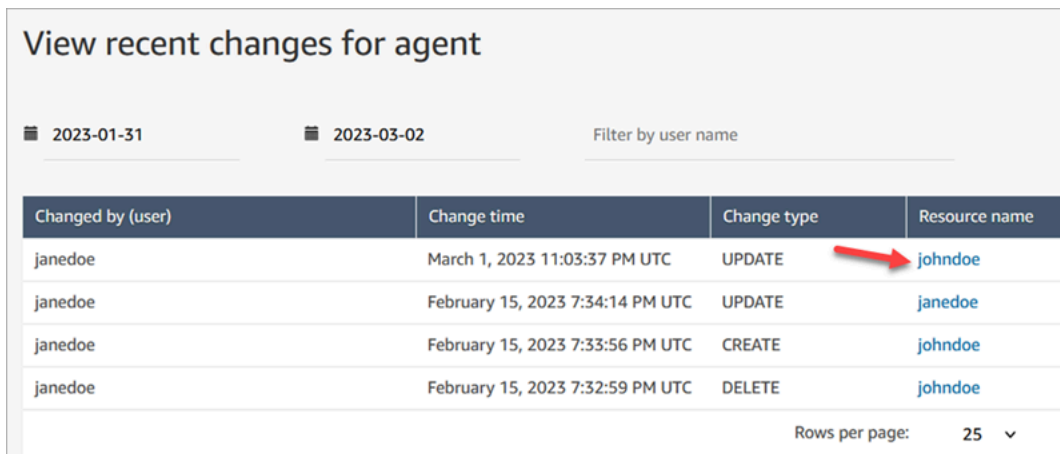 View recent changes for agent
2023-01-31 2023-03-02 Filter by user name
Changed by (user) Change time Change type Resource name
janedoe March 1, 2023 11:03:37 PM UTC UPDATE johndoe
janedoe February 15, 2023 7:34:14 PM UTC UPDATE janedoe
janedoe February 15, 2023 7:33:56 PM UTC CREATE johndoe
janedoe February 15, 2023 7:32:59 PM UTC DELETE johndoe
Rows per page: 25